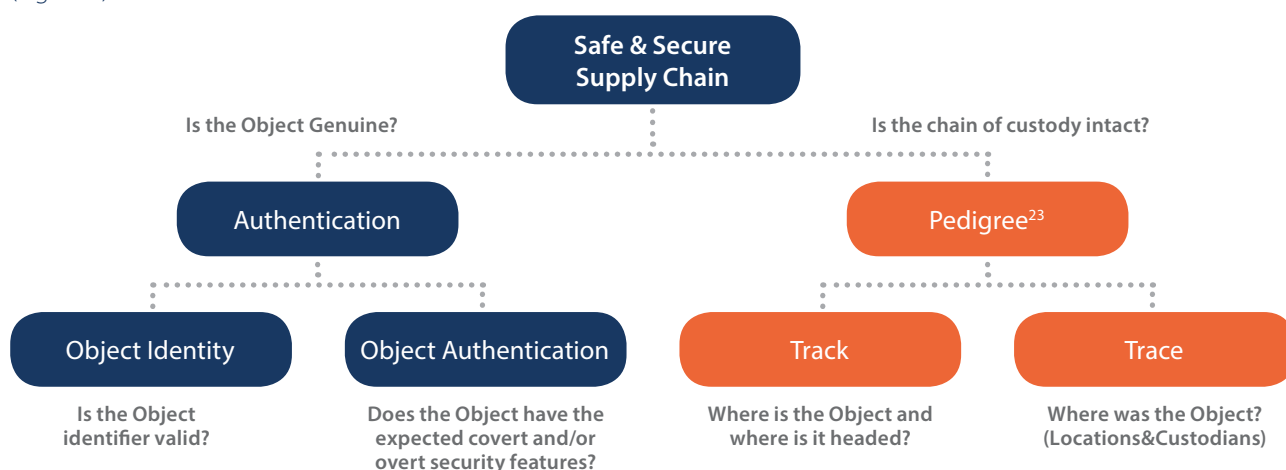 Safe & Secure
Supply Chain
Is the Object Genuine?
Is the chain of custody intact?
Authentication
Pedigree23
Object Identity
Object Authentication
Track
Trace
Is the Object
identifier valid?
Does the Object have the
expected covert and/or
overt security features?
Where is the Object and
where is it headed?
Where was the Object?
(Locations&Custodians)